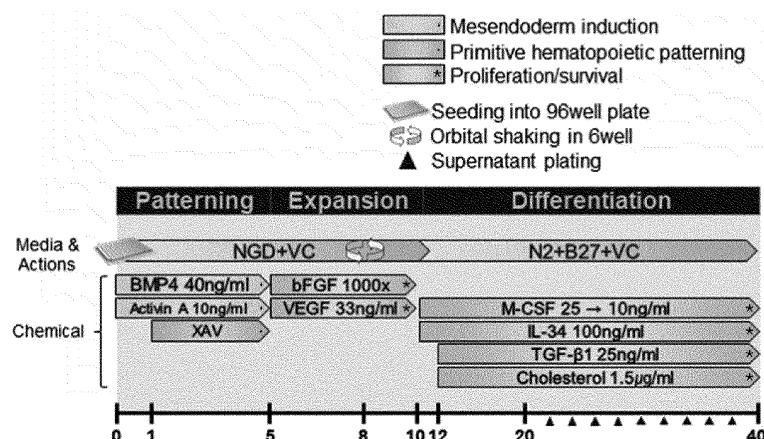 Mesendoderm induction
Primitive hematopoietic patterning
* Proliferation/survival
Seeding into 96well plate
Orbital shaking in 6well
Supernatant plating
Patterning Expansion Differentiation
Media & Actions
NGD+VC N2+B27+VC
Chemical
BMP4 40ng/ml bFGF 1000x *
Activin A 10ng/ml VEGF 33ng/ml * M-CSF 25 → 10ng/ml *
XAV IL-34 100ng/ml *
TGF-β1 25ng/ml *
Cholesterol 1.5μg/ml *
0 1 5 8 10 12 20 40